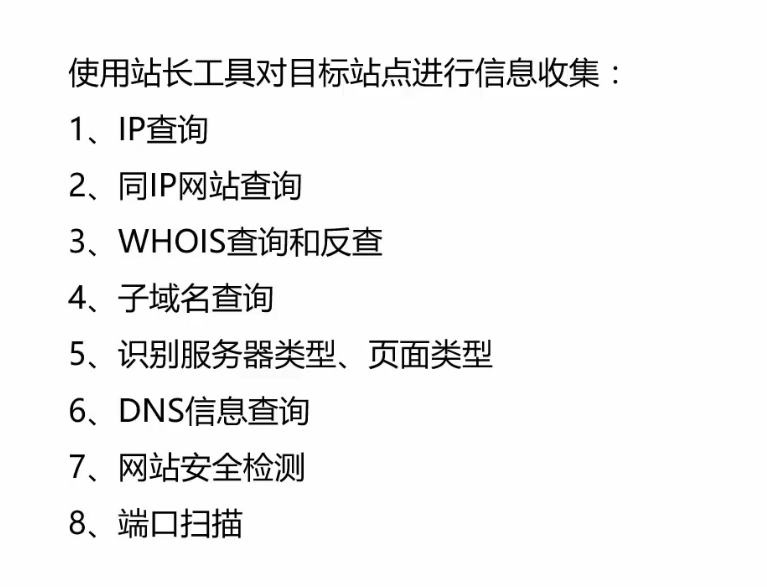 使用站长工具对目标站点进行信息收集：
1、IP查询
2、同IP网站查询
3、WHOIS查询和反查
4、子域名查询
5、识别服务器类型、页面类型
6、DNS信息查询
7、网站安全检测
8、端口扫描